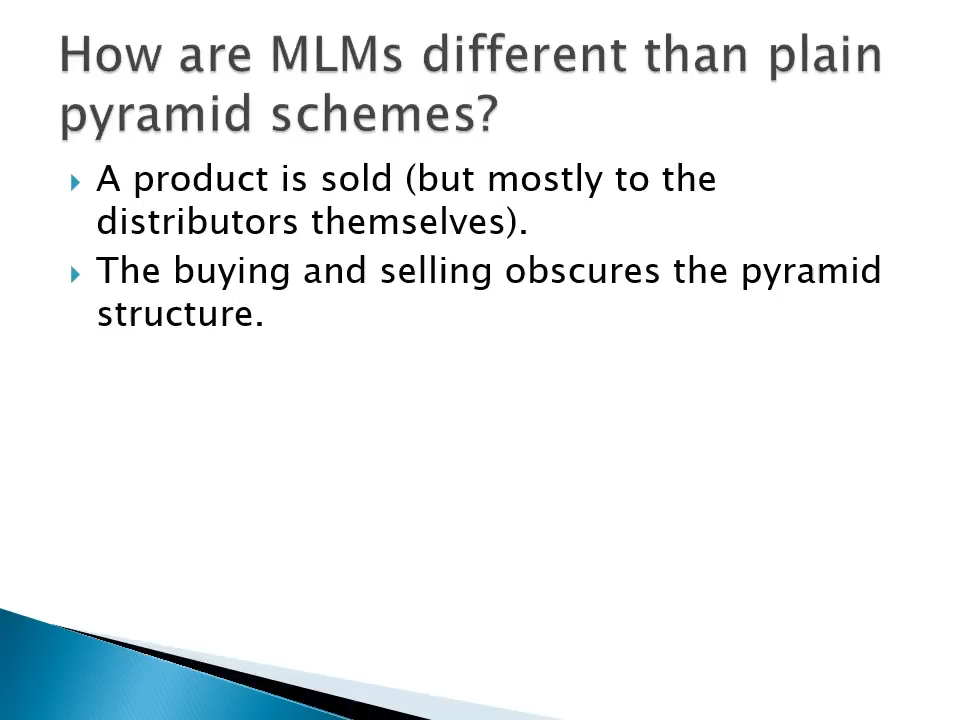 How are MLMs different than plain
pyramid schemes?
A product is sold (but mostly to the
distributors themselves).
The buying and selling obscures the pyramid
structure.